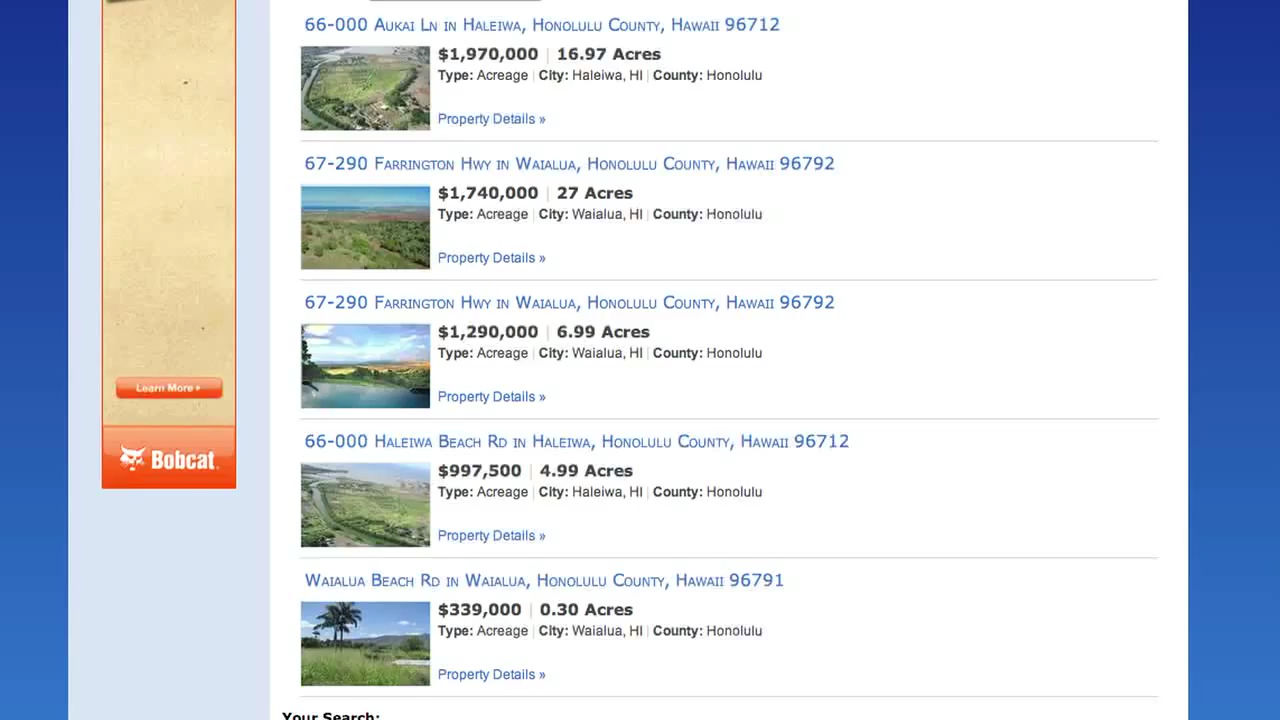 66-000 Aukai Ln in Haleiwa, Honolulu County, Hawaii 96712
$1,970,000 | 16.97 Acres
Type: Acreage | City: Haleiwa, HI | County: Honolulu
Property Details »
67-290 Farrington Hwy in Waialua, Honolulu County, Hawaii 96792
$1,740,000 | 27 Acres
Type: Acreage | City: Waialua, HI | County: Honolulu
Property Details »
67-290 Farrington Hwy in Waialua, Honolulu County, Hawaii 96792
$1,290,000 | 6.99 Acres
Type: Acreage | City: Waialua, HI | County: Honolulu
Property Details »
Learn More
66-000 Haleiwa Beach Rd in Haleiwa, Honolulu County, Hawaii 96712
Bobcat
$997,500 | 4.99 Acres
Type: Acreage | City: Haleiwa, HI | County: Honolulu
Property Details »
Waialua Beach Rd in Waialua, Honolulu County, Hawaii 96791
$339,000 | 0.30 Acres
Type: Acreage | City: Waialua, HI | County: Honolulu
Property Details »
Your Search: